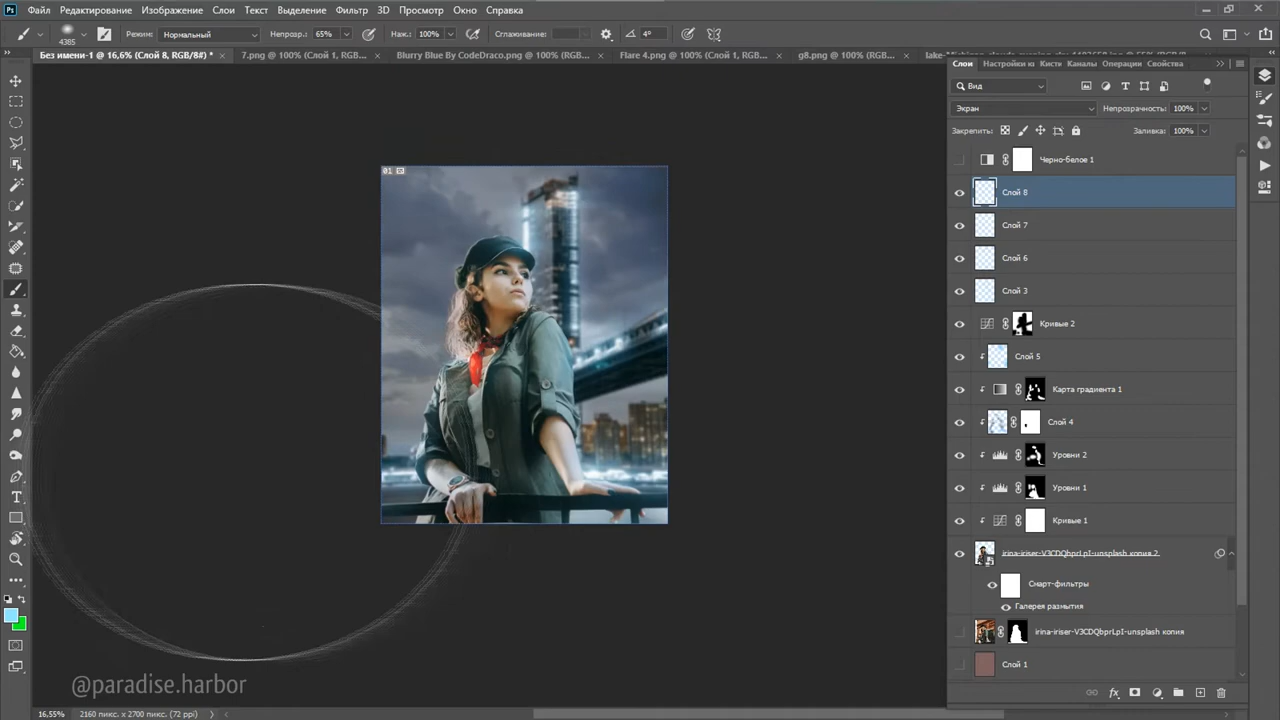 Ps Файл Редактирование Изображение Слои Текст Выделение Фильтр 3D Просмотр Окно Справка
4385 Режим: Нормальный Непрозр.: 65% Наж.: 100% Сглаживание: 4°
Без имени-1 @ 16,6% (Слой 8, RGB/8#) * 7.png @ 100% (Слой 1, RGB... Blurry Blue By CodeDraco.png @ 100% (Слой 1, RGB... Flare 4.png @ 100% (Слой 1, RGB... g8.png @ 100% (RGB/8...
Слои Настройки ки Кисти Каналы Операции Свойства
Вид
Экран Непрозрачность: 100%
Закрепить: Заливка: 100%
Черно-белое 1
Слой 8
Слой 7
Слой 6
Слой 3
Кривые 2
Слой 5
Карта градиента 1
Слой 4
Уровни 2
Уровни 1
Кривые 1
irina-iriser-V3CDQbprLpI-unsplash копия 2
Смарт-фильтры
Галерея размытия
irina-iriser-V3CDQbprLpI-unsplash копия
Слой 1
01
@paradise.harbor
16,55% 2160 пикс. x 2700 пикс. (72 ppi)